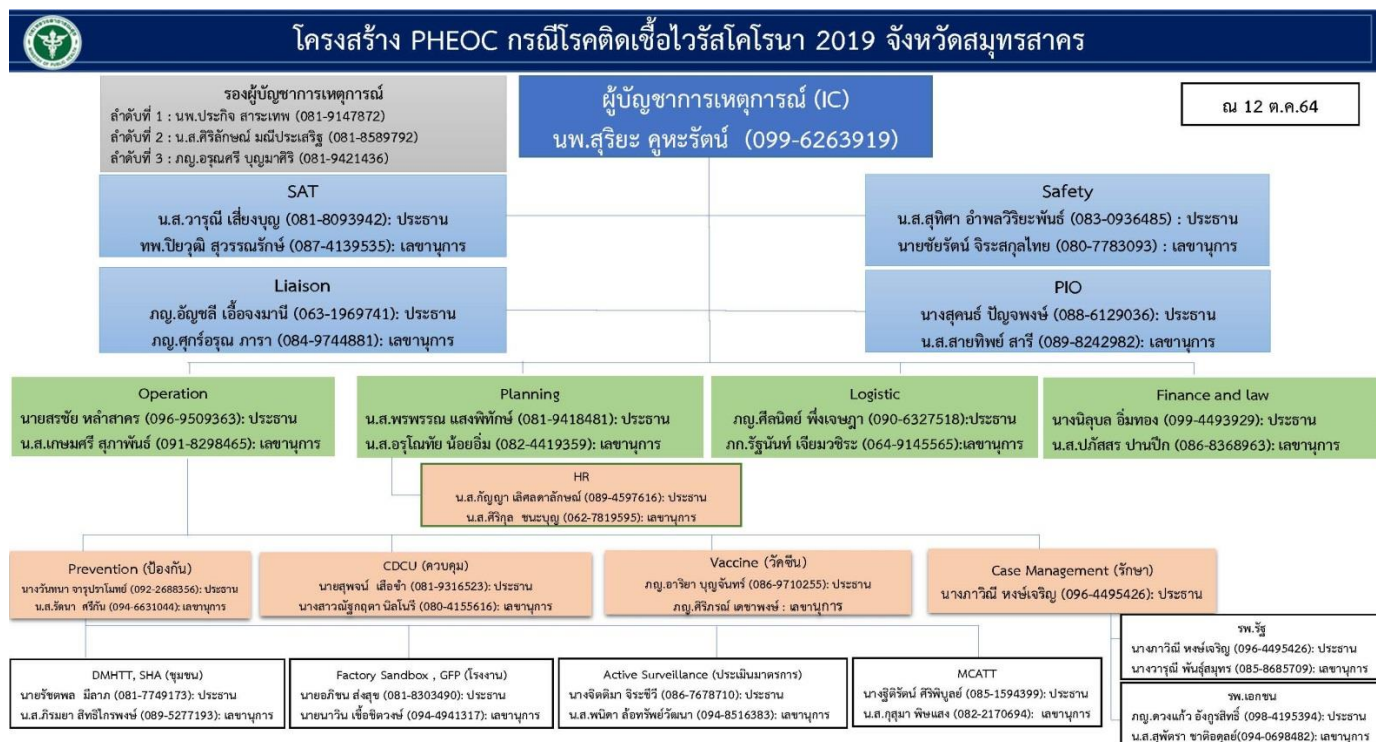 โครงสร้าง PHEOC กรณีโรคติดเชื้อไวรัสโคโรนา 2019 จังหวัดสมุทรสาคร
รองผู้บัญชาการเหตุการณ์
ลำดับที่ 1 : นพ.ประกิจ สาระเทพ (081-9147872)
ลำดับที่ 2 : น.ส.ศิริลักษณ์ มณีประเสริฐ (081-8589792)
ลำดับที่ 3 : ภญ.อรุณศรี บุญมาศิริ (081-9421436)
ผู้บัญชาการเหตุการณ์ (IC)
นพ.สุริยะ คูหะรัตน์ (099-6263919)
ณ 12 ต.ค.64
SAT
น.ส.วารุณี เสี่ยงบุญ (081-8093942): ประธาน
ทพ.ปิยวุฒิ สุวรรณรักษ์ (087-4139535): เลขานุการ
Safety
น.ส.สุทิศา อำพลวิริยะพันธ์ (083-0936485) : ประธาน
นายชัยรัตน์ จิระสกุลไทย (080-7783093) : เลขานุการ
Liaison
ภญ.อัญชลี เอื้อจงมานี (063-1969741): ประธาน
ภญ.ศุกร์อรุณ ภารา (084-9744881): เลขานุการ
PIO
นางสุคนธ์ ปัญจพงษ์ (088-6129036): ประธาน
น.ส.สายทิพย์ สารี (089-8242982): เลขานุการ
Operation
นายสรชัย หลำสาคร (096-9509363): ประธาน
น.ส.เกษมศรี สุภาพันธ์ (091-8298465): เลขานุการ
Planning
น.ส.พรพรรณ แสงพิทักษ์ (081-9418481): ประธาน
น.ส.อรุโณทัย น้อยอิ่ม (082-4419359): เลขานุการ
Logistic
ภญ.ศีลนิตย์ พึ่งเจษฎา (090-6327518):ประธาน
ภก.รัฐนันท์ เจียมวชิระ (064-9145565):เลขานุการ
Finance and law
นางนิลุบล อิ่มทอง (099-4493929): ประธาน
น.ส.ปภัสสร ปานปึก (086-8368963): เลขานุการ
HR
น.ส.กัญญา เลิศลดาลักษณ์ (089-4597616): ประธาน
น.ส.ศิริกุล ชนะบุญ (062-7819595): เลขานุการ
Prevention (ป้องกัน)
นางวันทนา จารุปราโมทย์ (092-2688356): ประธาน
น.ส.รัตนา ศรีกัน (094-6631044): เลขานุการ
CDCU (ควบคุม)
นายสุพจน์ เสือขำ (081-9316523): ประธาน
นางสาวณัฐกฤตา นิลโนรี (080-4155616): เลขานุการ
Vaccine (วัคซีน)
ภญ.อาริยา บุญจันทร์ (086-9710255): ประธาน
ภญ.ศิริภรณ์ เดชาพงษ์ : เลขานุการ
Case Management (รักษา)
นางภาวิณี หงษ์เจริญ (096-4495426): ประธาน
DMHTT, SHA (ชุมชน)
นายรัชตพล มีลาภ (081-7749173): ประธาน
น.ส.ภิรมยา สิทธิไกรพงษ์ (089-5277193): เลขานุการ
Factory Sandbox , GFP (โรงงาน)
นายอภิชน ส่งสุข (081-8303490): ประธาน
นายนาวิน เชื้อชิตวงษ์ (094-4941317): เลขานุการ
Active Surveillance (ประเมินมาตรการ)
นางจิตติมา จิระชีวี (086-7678710): ประธาน
น.ส.พนิดา ล้อทรัพย์วัฒนา (094-8516383): เลขานุการ
MCATT
นางฐิติรัตน์ ศิริพิบูลย์ (085-1594399): ประธาน
น.ส.กุสุมา พิษแสง (082-2170694): เลขานุการ
รพ.รัฐ
นางภาวิณี หงษ์เจริญ (096-4495426): ประธาน
นางวารุณี พันธุ์สมุทร (085-8685709): เลขานุการ
รพ.เอกชน
ภญ.ดวงแก้ว อังกูรสิทธิ์ (098-4195394): ประธาน
น.ส.สุพัตรา ชาติอดุลย์(094-0698482): เลขานุการ